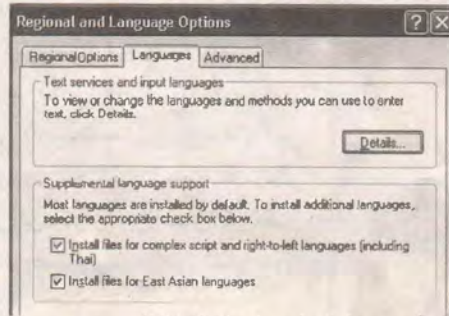 Regional and Language Options
Regional Options Languages Advanced
Text services and input languages
To view or change the languages and methods you can use to enter
text, click Details.
Details...
Supplemental language support
Most languages are installed by default. To install additional languages,
select the appropriate check box below.
Install files for complex script and right-to-left languages (including
Thai)
Install files for East Asian languages